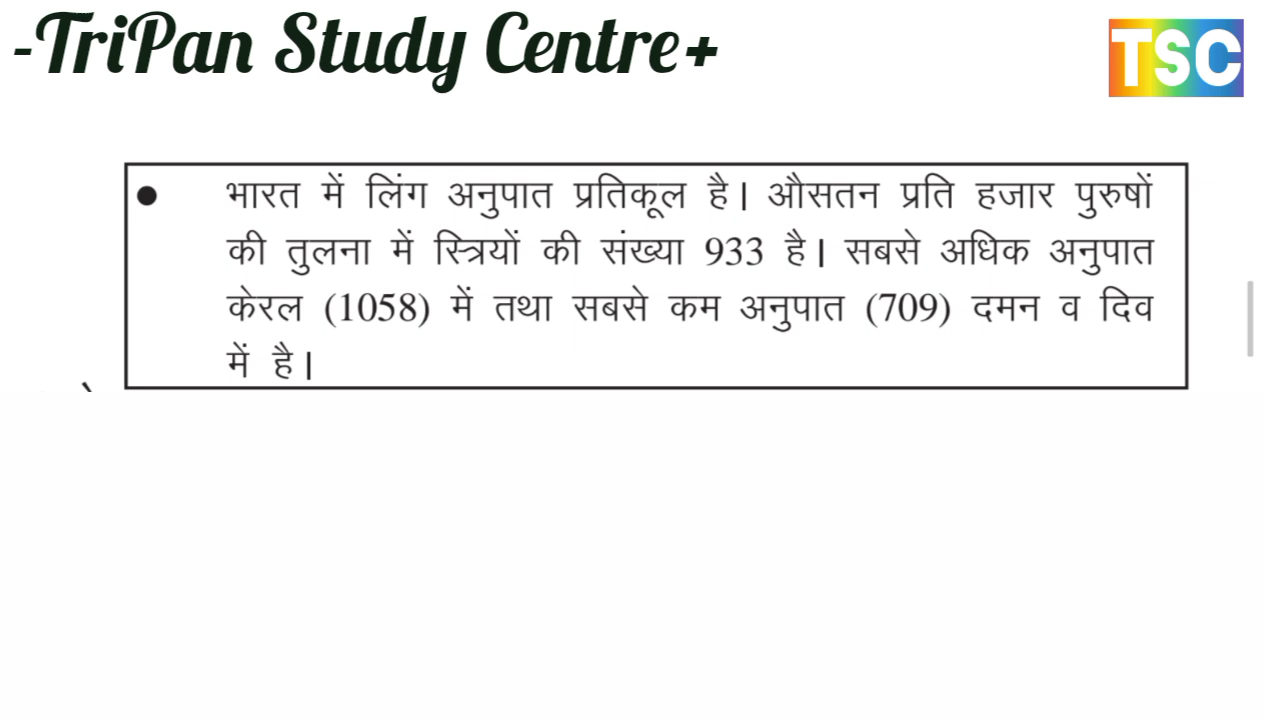 -TriPan Study Centre+
TSC
● भारत में लिंग अनुपात प्रतिकूल है। औसतन प्रति हजार पुरुषों
की तुलना में स्त्रियों की संख्या 933 है। सबसे अधिक अनुपात
केरल (1058) में तथा सबसे कम अनुपात (709) दमन व दिव
में है।